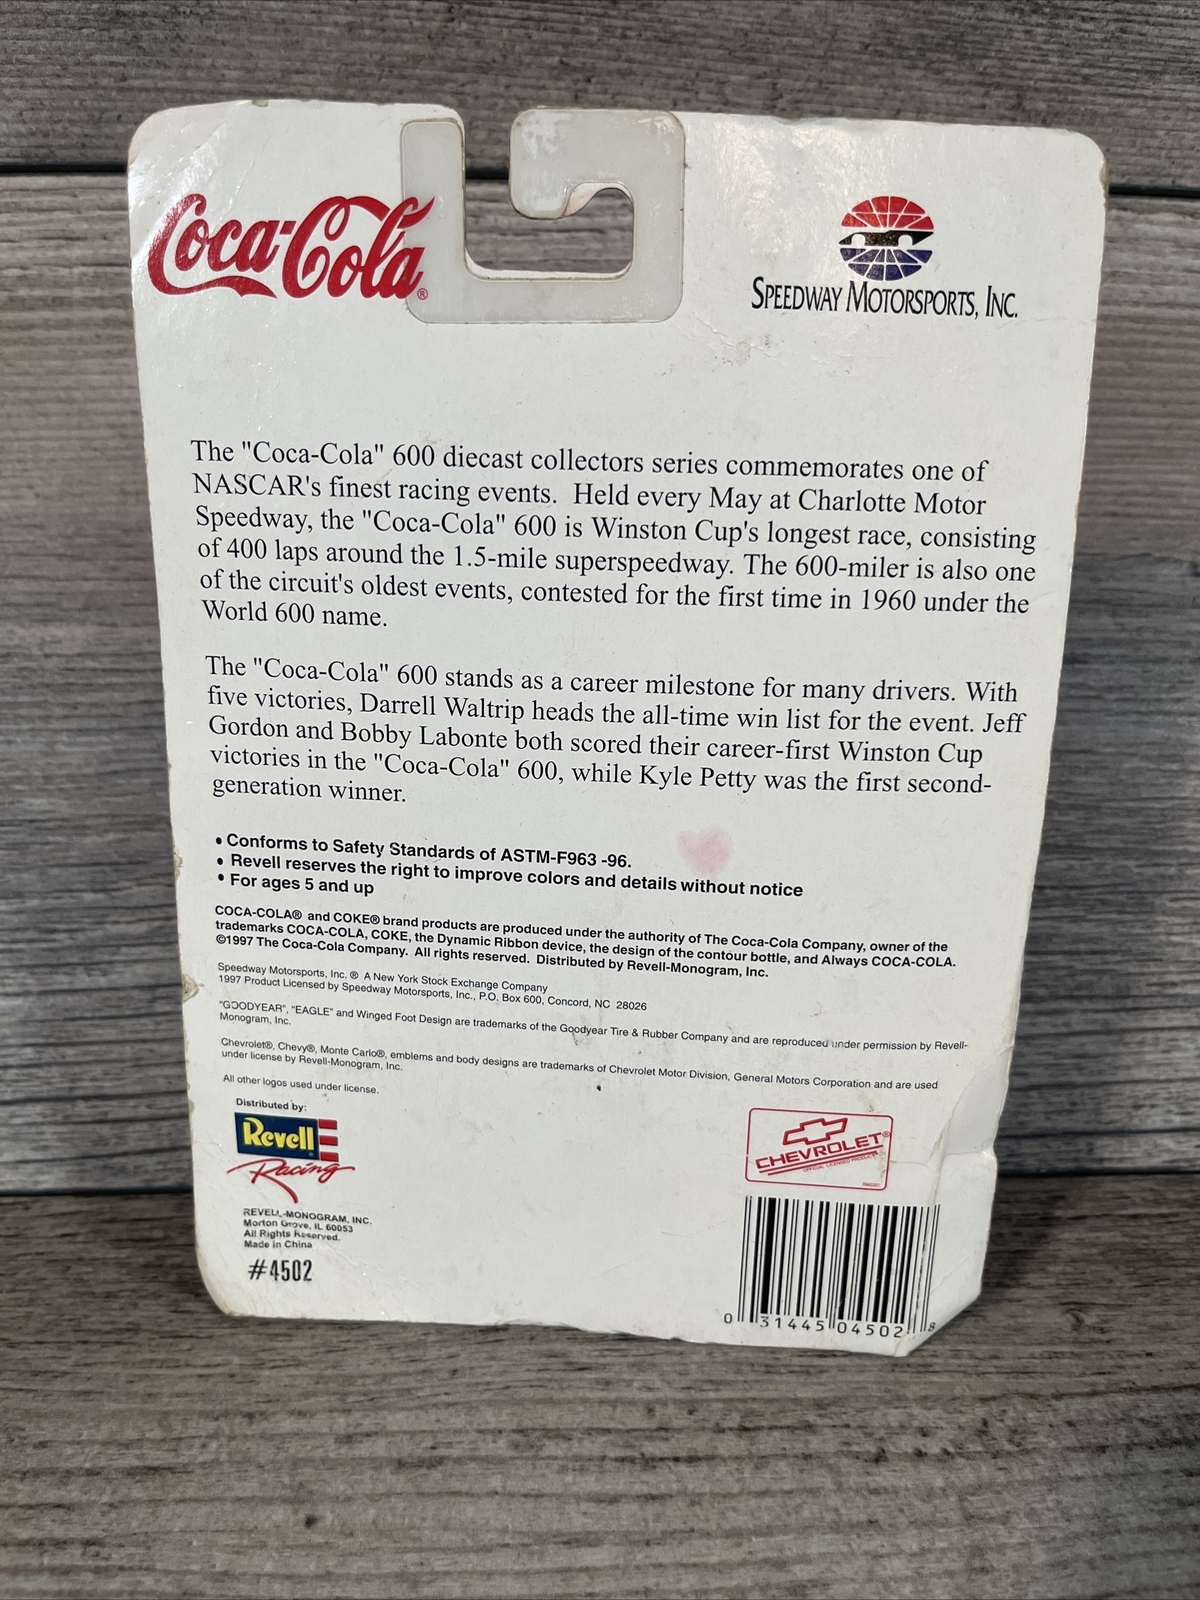 Coca-Cola®
SPEEDWAY MOTORSPORTS, INC.
The "Coca-Cola" 600 diecast collectors series commemorates one of
NASCAR's finest racing events. Held every May at Charlotte Motor
Speedway, the "Coca-Cola" 600 is Winston Cup's longest race, consisting
of 400 laps around the 1.5-mile superspeedway. The 600-miler is also one
of the circuit's oldest events, contested for the first time in 1960 under the
World 600 name.
The "Coca-Cola" 600 stands as a career milestone for many drivers. With
five victories, Darrell Waltrip heads the all-time win list for the event. Jeff
Gordon and Bobby Labonte both scored their career-first Winston Cup
victories in the "Coca-Cola" 600, while Kyle Petty was the first second-
generation winner.
• Conforms to Safety Standards of ASTM-F963 -96.
• Revell reserves the right to improve colors and details without notice
• For ages 5 and up
COCA-COLA® and COKE® brand products are produced under the authority of The Coca-Cola Company, owner of the
trademarks COCA-COLA, COKE, the Dynamic Ribbon device, the design of the contour bottle, and Always COCA-COLA.
©1997 The Coca-Cola Company. All rights reserved. Distributed by Revell-Monogram, Inc.
Speedway Motorsports, Inc. ® A New York Stock Exchange Company
1997 Product Licensed by Speedway Motorsports, Inc., P.O. Box 600, Concord, NC 28026
"GOODYEAR", "EAGLE" and Winged Foot Design are trademarks of the Goodyear Tire & Rubber Company and are reproduced under permission by Revell-
Monogram, Inc.
Chevrolet®, Chevy®, Monte Carlo®, emblems and body designs are trademarks of Chevrolet Motor Division, General Motors Corporation and are used
under license by Revell-Monogram, Inc.
All other logos used under license.
Distributed by:
Revell
Racing
REVELL-MONOGRAM, INC.
Morton Grove, IL 60053
All Rights Reserved.
Made in China
#4502
CHEVROLET®
OFFICIAL LICENSED PRODUCT
0 31445 04502 8